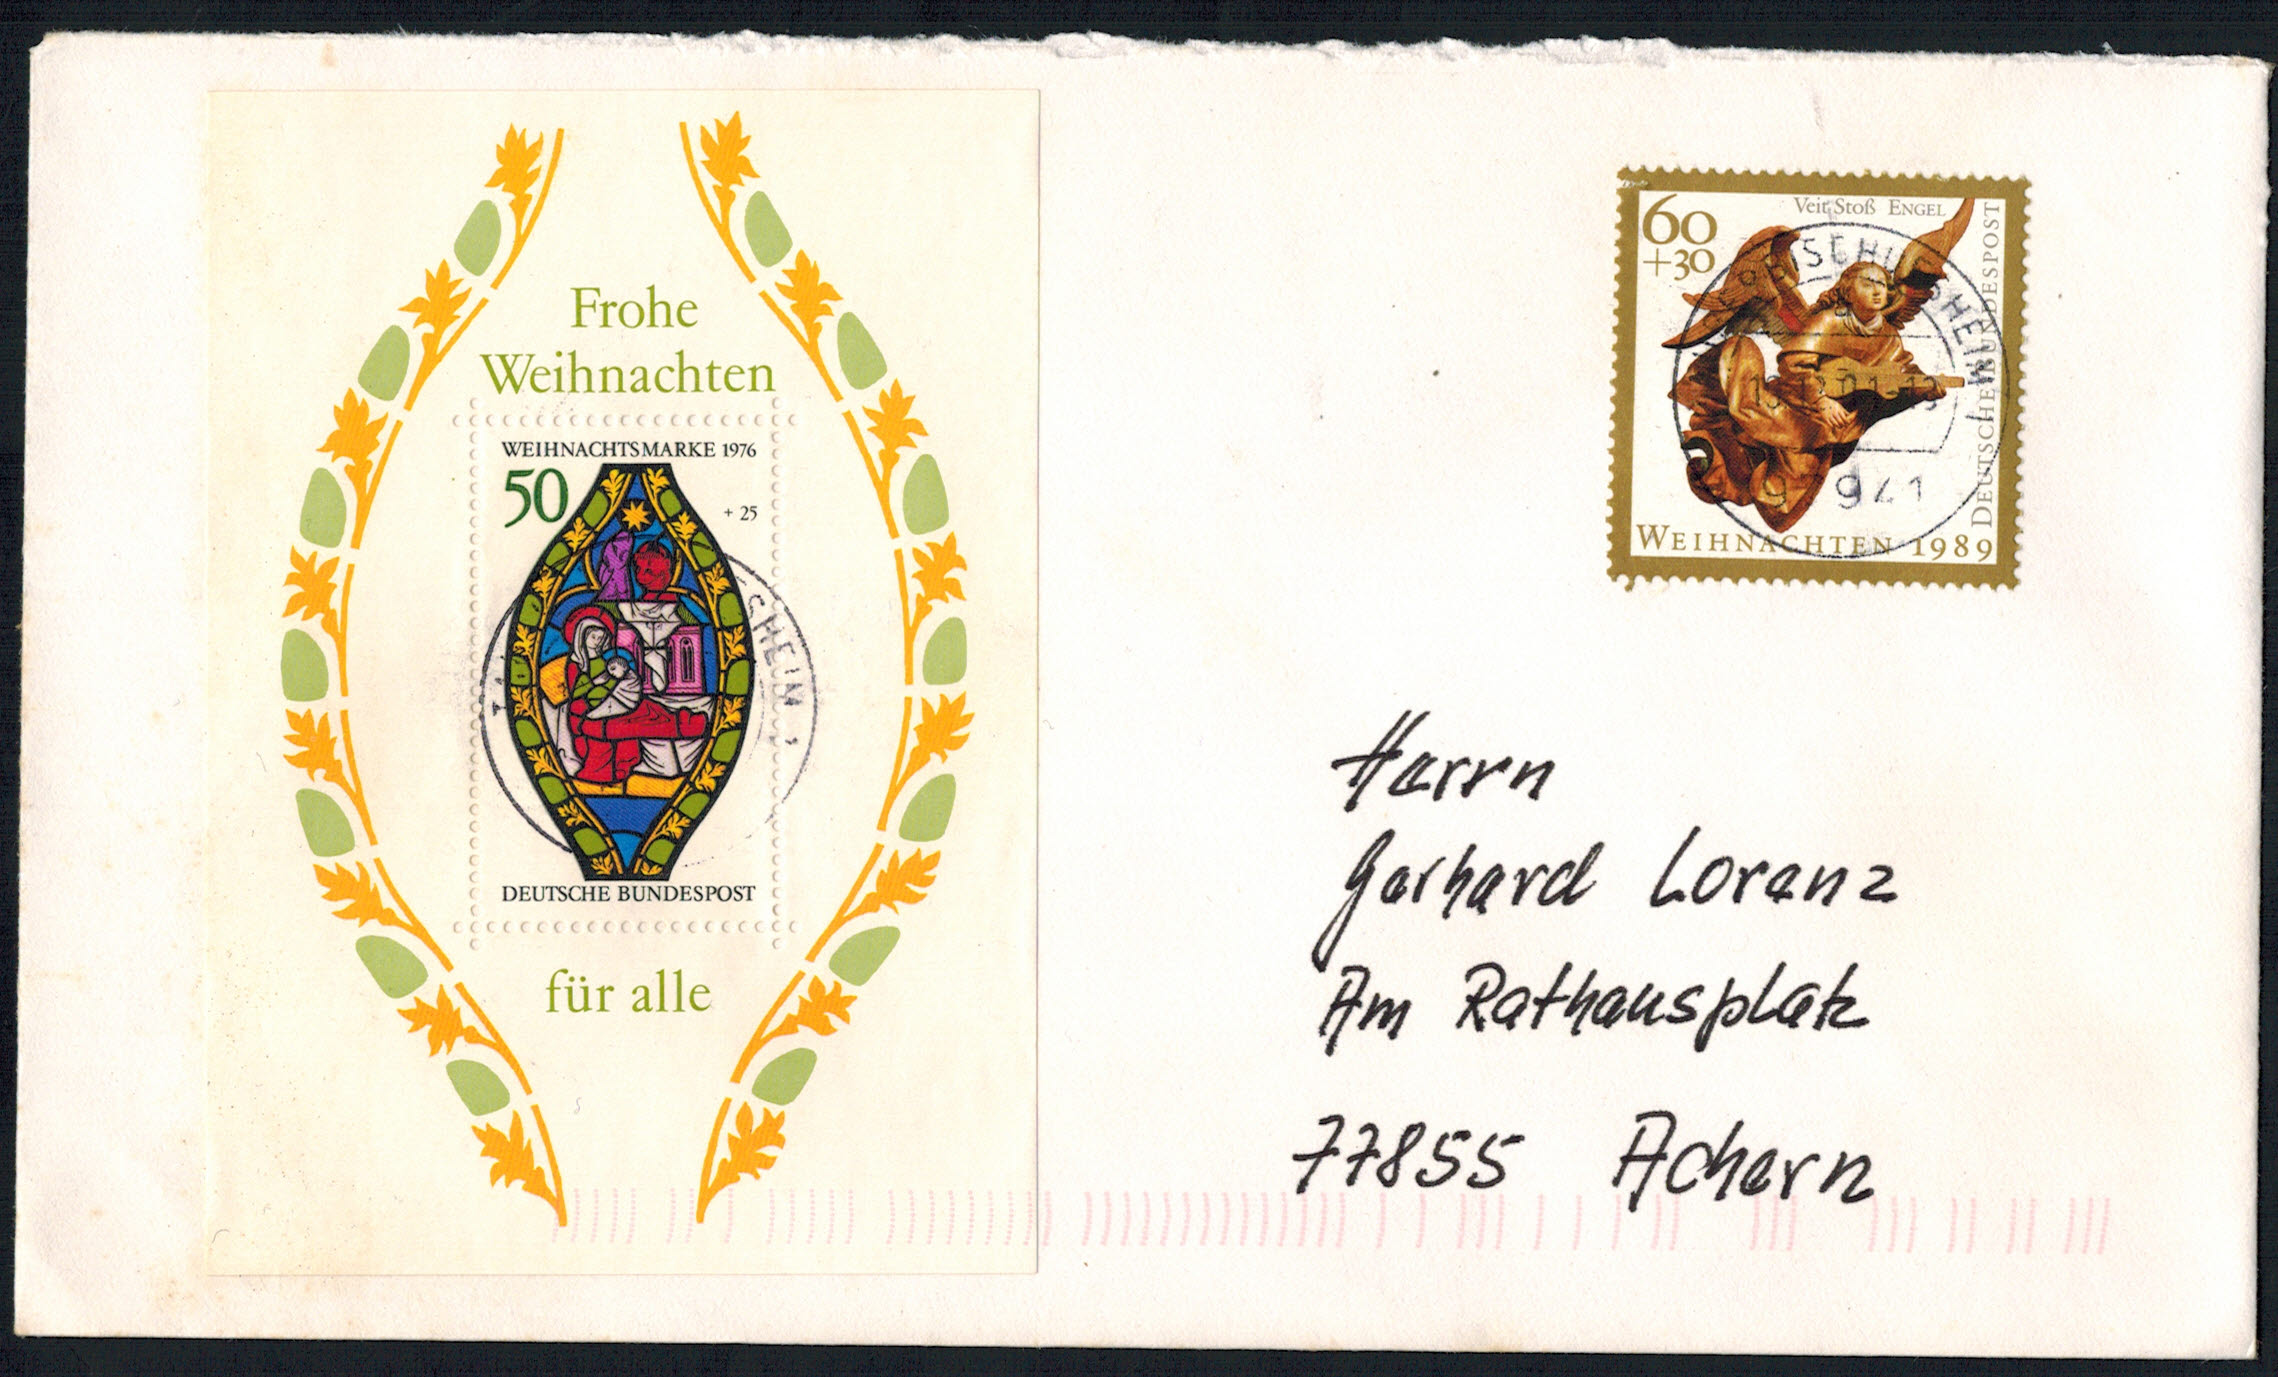 Frohe
Weihnachten
WEIHNACHTSMARKE 1976
50
+ 25
DEUTSCHE BUNDESPOST
für alle
60
+30
Veit Stoß ENGEL
DEUTSCHE BUNDESPOST
WEIHNACHTEN 1989
Herrn
Gerhard Lorenz
Am Rathausplatz
77855 Achern